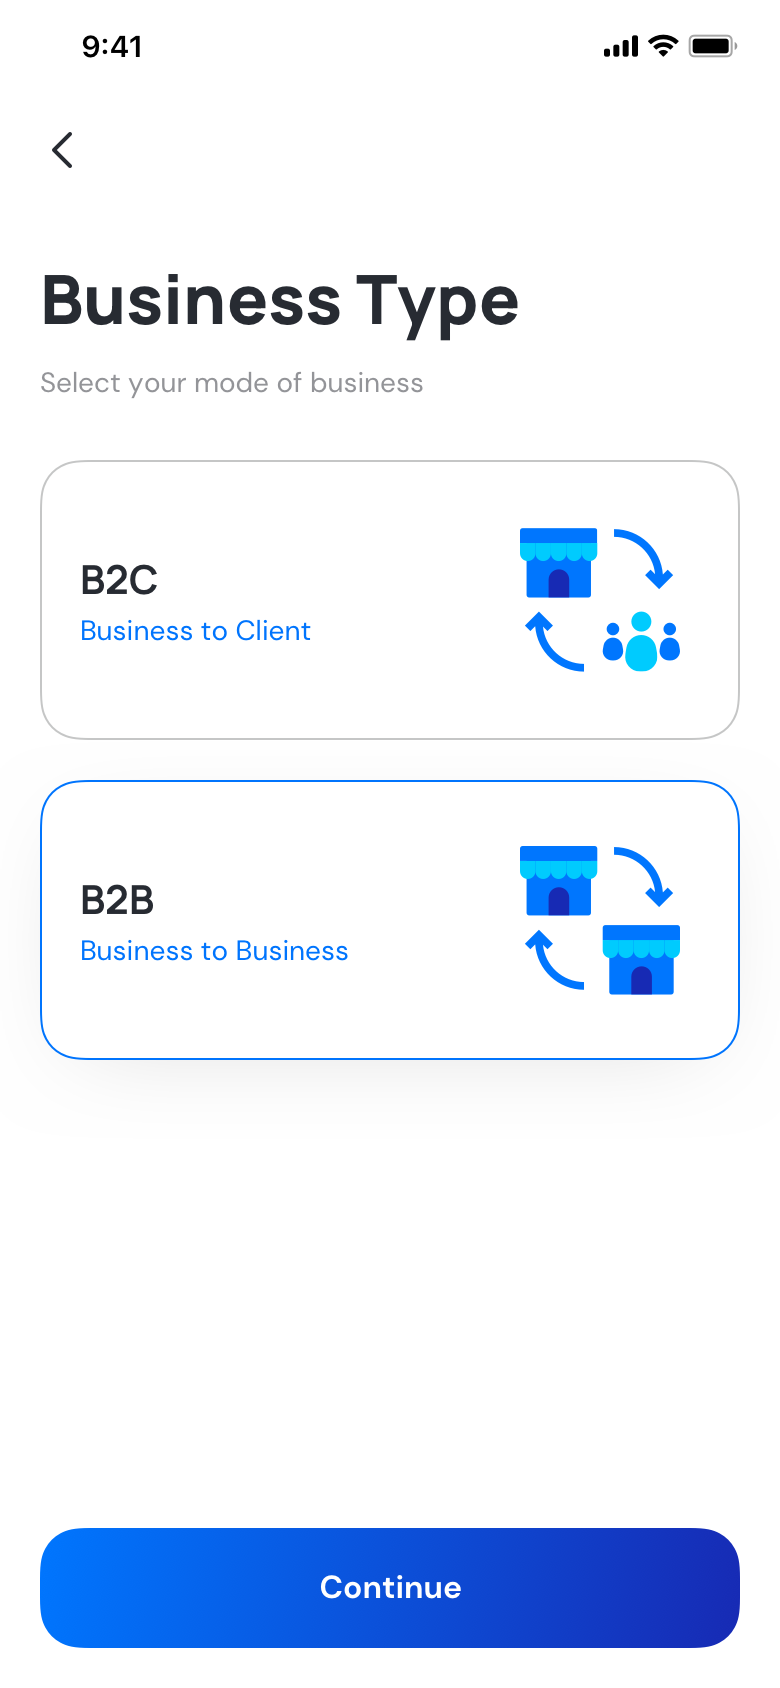 9:41
Business Type
Select your mode of business
B2C
Business to Client
B2B
Business to Business
Continue